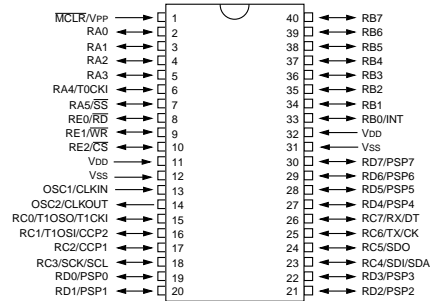 MCLR/VPP 1 40 RB7
RA0 2 39 RB6
RA1 3 38 RB5
RA2 4 37 RB4
RA3 5 36 RB3
RA4/T0CKI 6 35 RB2
RA5/SS 7 34 RB1
RE0/RD 8 33 RB0/INT
RE1/WR 9 32 VDD
RE2/CS 10 31 VSS
VDD 11 30 RD7/PSP7
VSS 12 29 RD6/PSP6
OSC1/CLKIN 13 28 RD5/PSP5
OSC2/CLKOUT 14 27 RD4/PSP4
RC0/T1OSO/T1CKI 15 26 RC7/RX/DT
RC1/T1OSI/CCP2 16 25 RC6/TX/CK
RC2/CCP1 17 24 RC5/SDO
RC3/SCK/SCL 18 23 RC4/SDI/SDA
RD0/PSP0 19 22 RD3/PSP3
RD1/PSP1 20 21 RD2/PSP2